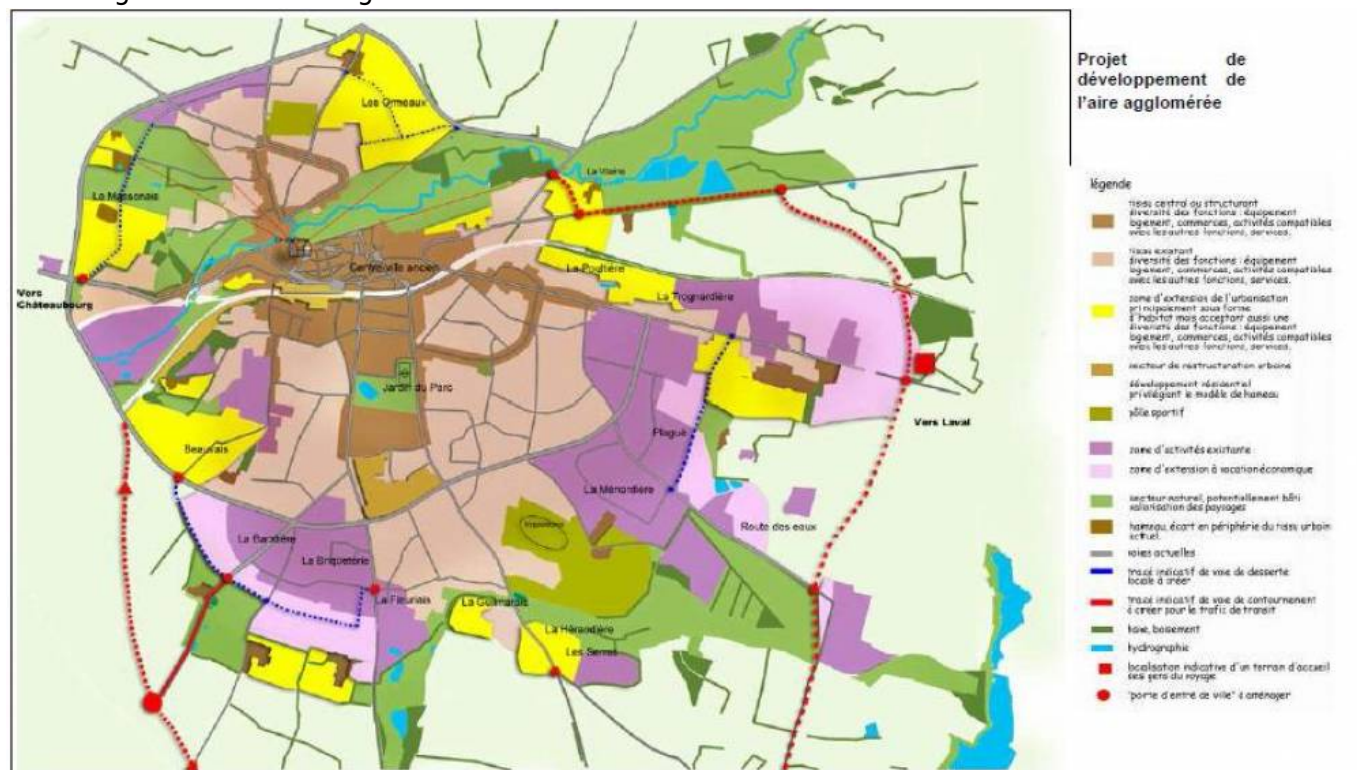 Projet de
développement de
l'aire agglomérée
légende
tissu central ou structurant
diversité des fonctions : équipement
logement, commerces, activités compatibles
avec les autres fonctions, services.
tissu existant
diversité des fonctions : équipement
logement, commerces, activités compatibles
avec les autres fonctions, services.
zone d'extension de l'urbanisation
principalement sous forme
d'habitat mais acceptant aussi une
diversité des fonctions : équipement
logement, commerces, activités compatibles
avec les autres fonctions, services.
secteur de restructuration urbaine
développement résidentiel
privilégiant le modèle de hameau
pôle sportif
zone d'activités existante
zone d'extension à vocation économique
secteur naturel, potentiellement bâti
valorisation des paysages
hameau, écart en périphérie du tissu urbain
actuel
voies actuelles
tracé indicatif de voie de desserte
locale à créer
tracé indicatif de voie de contournement
à créer pour le trafic de transit
haie, boisement
hydrographie
localisation indicative d'un terrain d'accueil
des gens du voyage
"porte d'entré de ville" à aménager
Les Ormeaux
La Vilaine
La Massonais
Centre ville ancien
La Poultière
Vers
Châteaubourg
La Trognardière
Jardin du Parc
Vers Laval
Plagué
Beauvais
La Mériardière
Route des eaux
La Baratière
La Briqueterie
La Fleuriais
La Guilmarais
La Hérandière
Les Serres